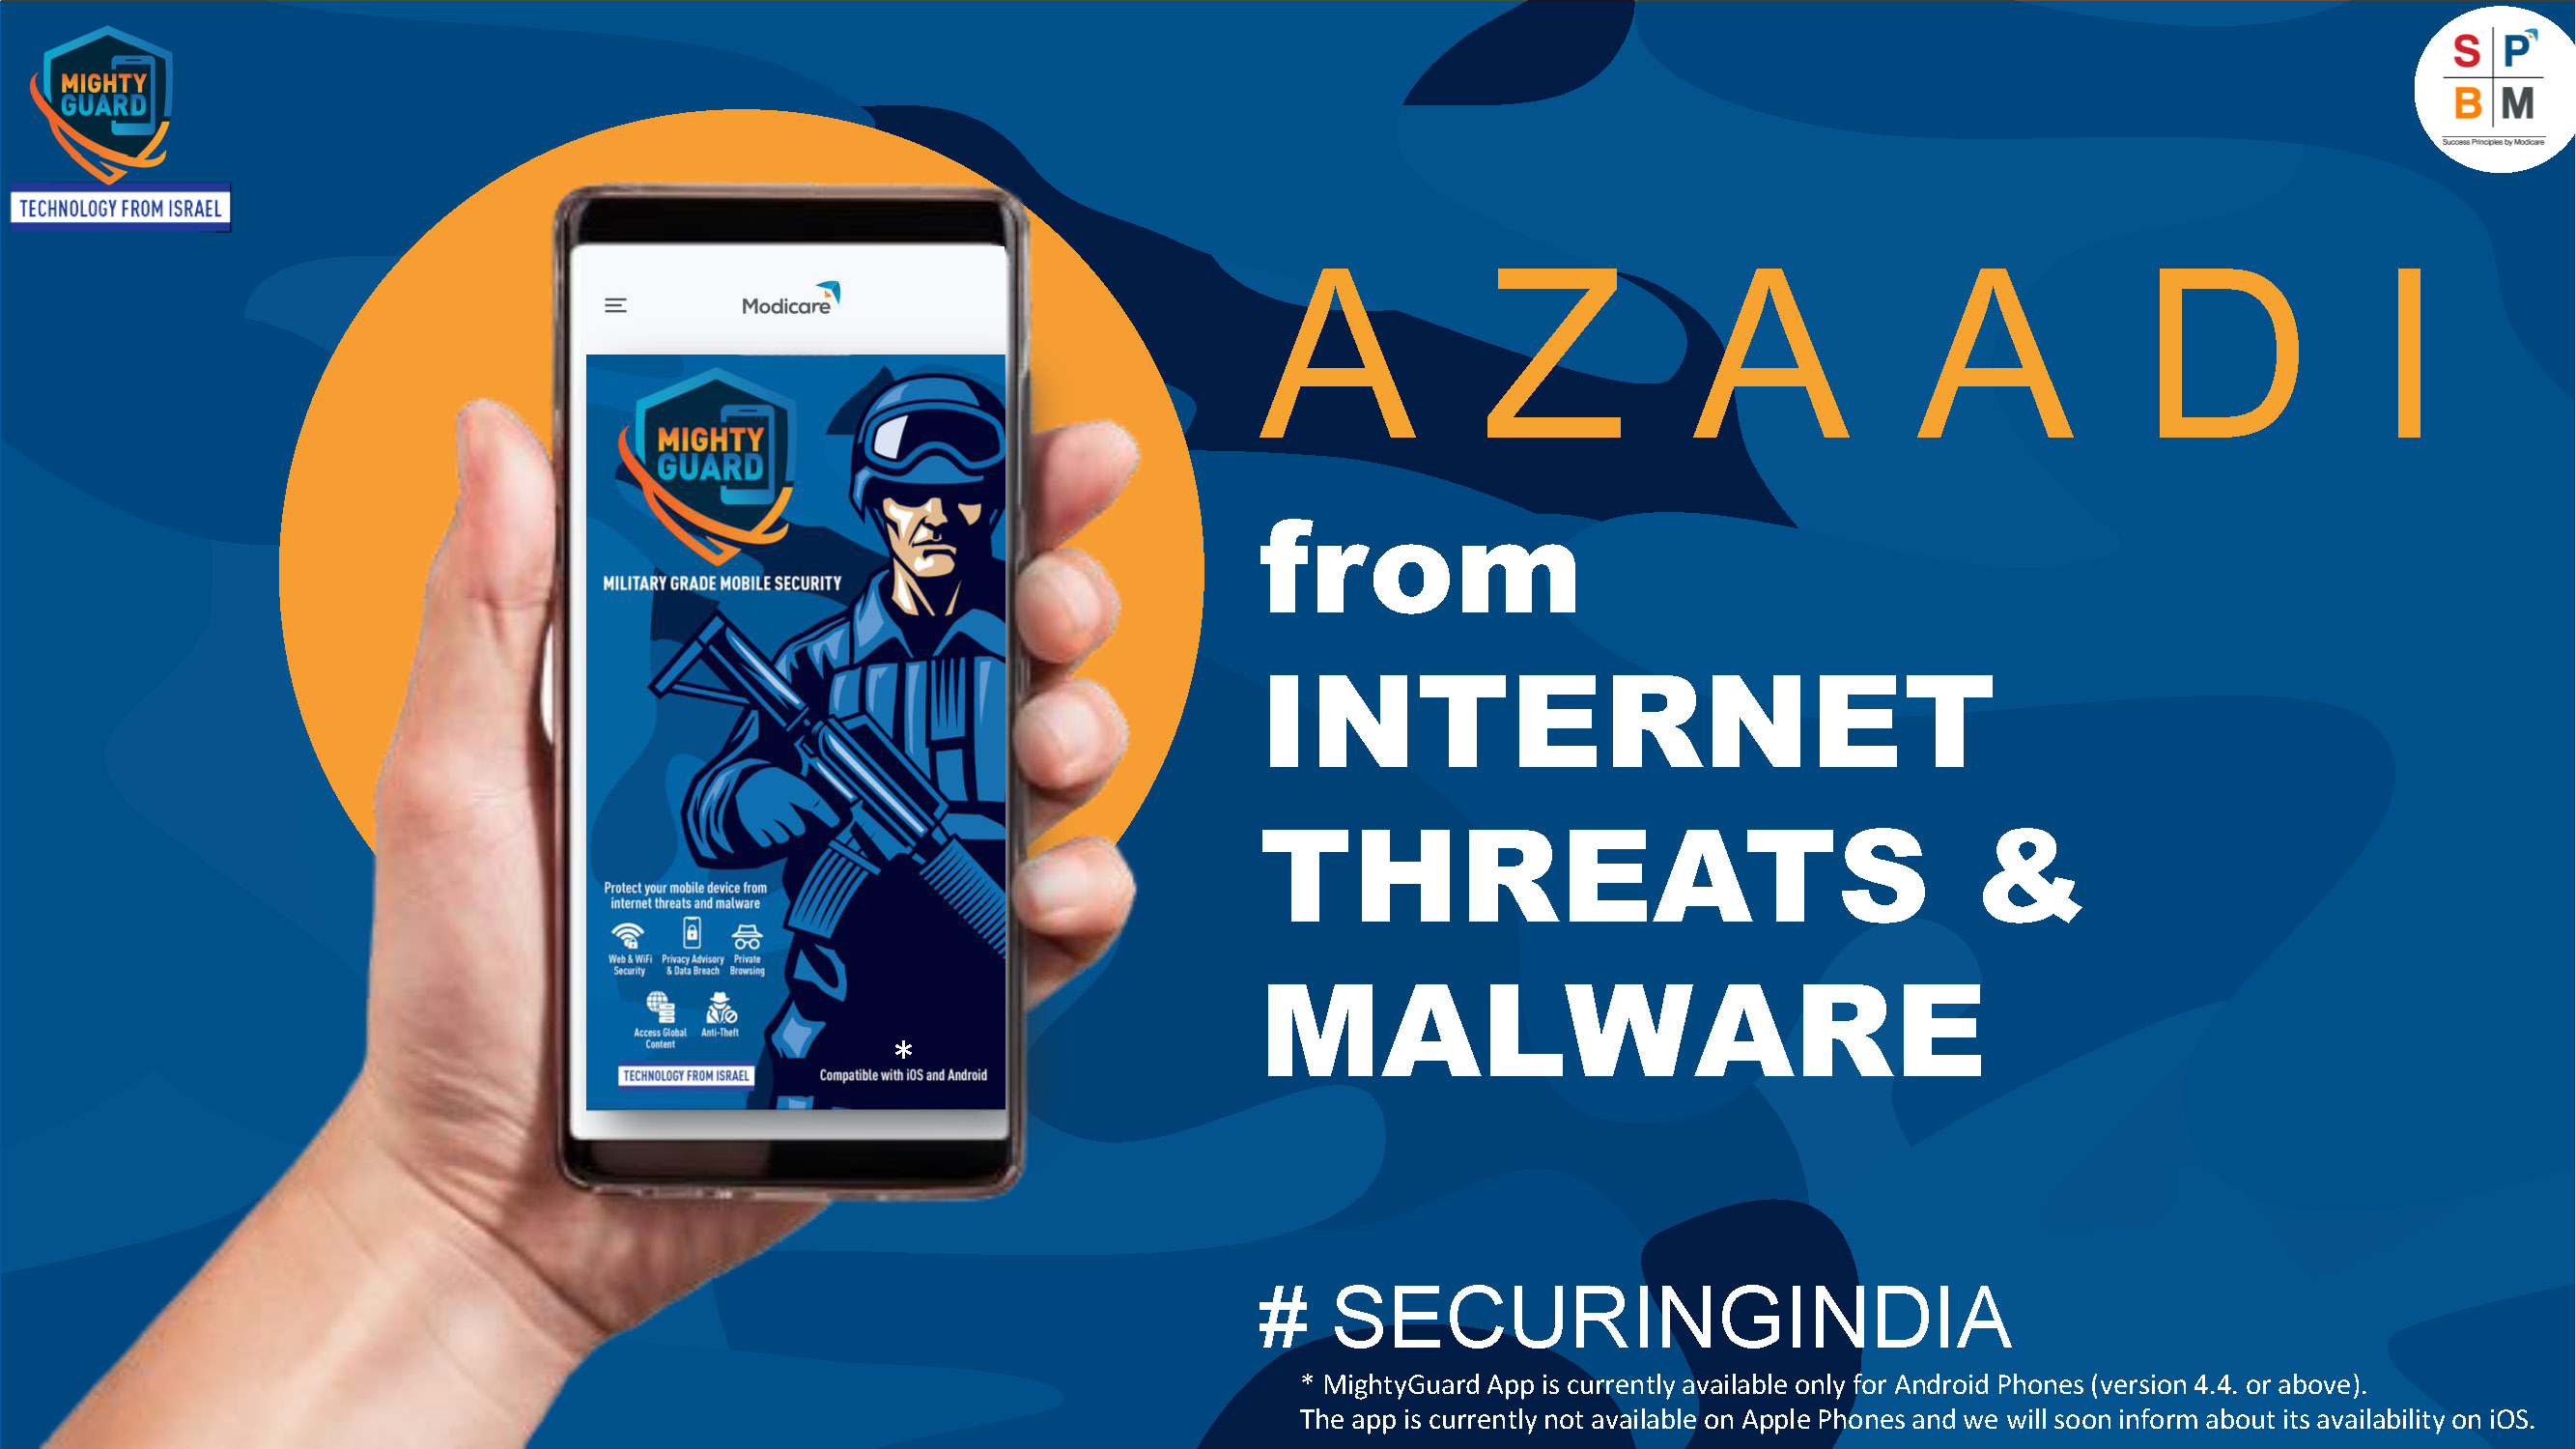 MIGHTY
GUARD
TECHNOLOGY FROM ISRAEL
S P
B M
Success Principles by Modicare
Modicare
MIGHTY
GUARD
MILITARY GRADE MOBILE SECURITY
Protect your mobile device from
internet threats and malware
Web & WiFi
Security
Privacy Advisory
& Data Breach
Private
Browsing
Access Global
Content
Anti-Theft
TECHNOLOGY FROM ISRAEL
*
Compatible with iOS and Android
AZAADI
from
INTERNET
THREATS &
MALWARE
# SECURINGINDIA
* MightyGuard App is currently available only for Android Phones (version 4.4. or above).
The app is currently not available on Apple Phones and we will soon inform about its availability on iOS.